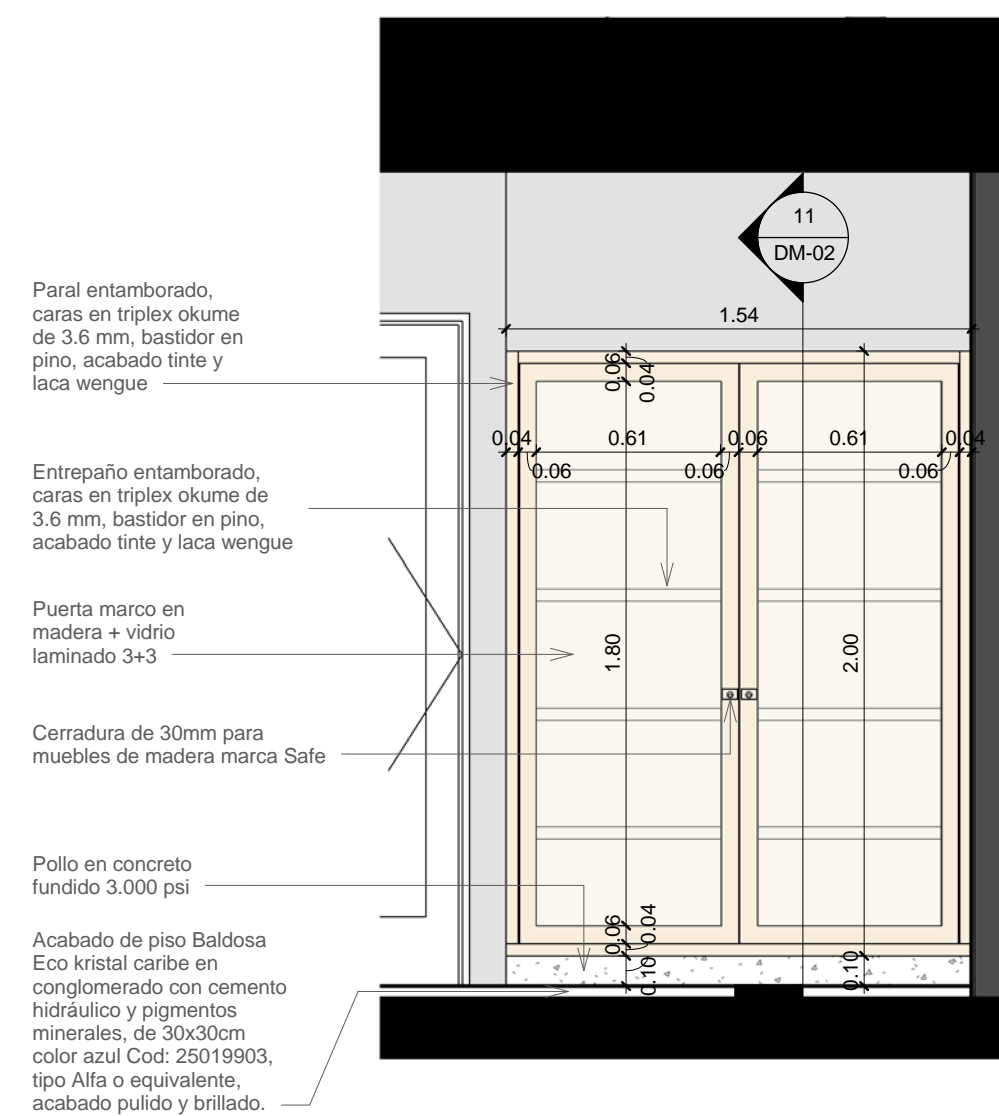 11
DM-02
1.54
Paral entamborado,
caras en triplex okume
de 3.6 mm, bastidor en
pino, acabado tinte y
laca wengue
0.06
0.04
0.04
0.61
0.06
0.61
0.04
0.06
0.06
0.06
Entrepaño entamborado,
caras en triplex okume de
3.6 mm, bastidor en pino,
acabado tinte y laca wengue
Puerta marco en
madera + vidrio
laminado 3+3
1.80
2.00
Cerradura de 30mm para
muebles de madera marca Safe
Pollo en concreto
fundido 3.000 psi
0.06
0.04
0.10
0.10
Acabado de piso Baldosa
Eco kristal caribe en
conglomerado con cemento
hidráulico y pigmentos
minerales, de 30x30cm
color azul Cod: 25019903,
tipo Alfa o equivalente,
acabado pulido y brillado.